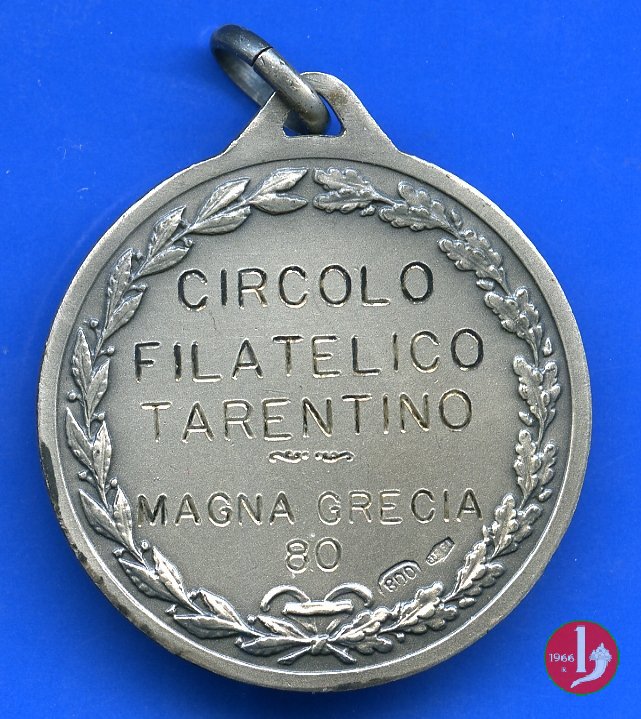 CIRCOLO
FILATELICO
TARENTINO
MAGNA GRECIA
80
800
1966